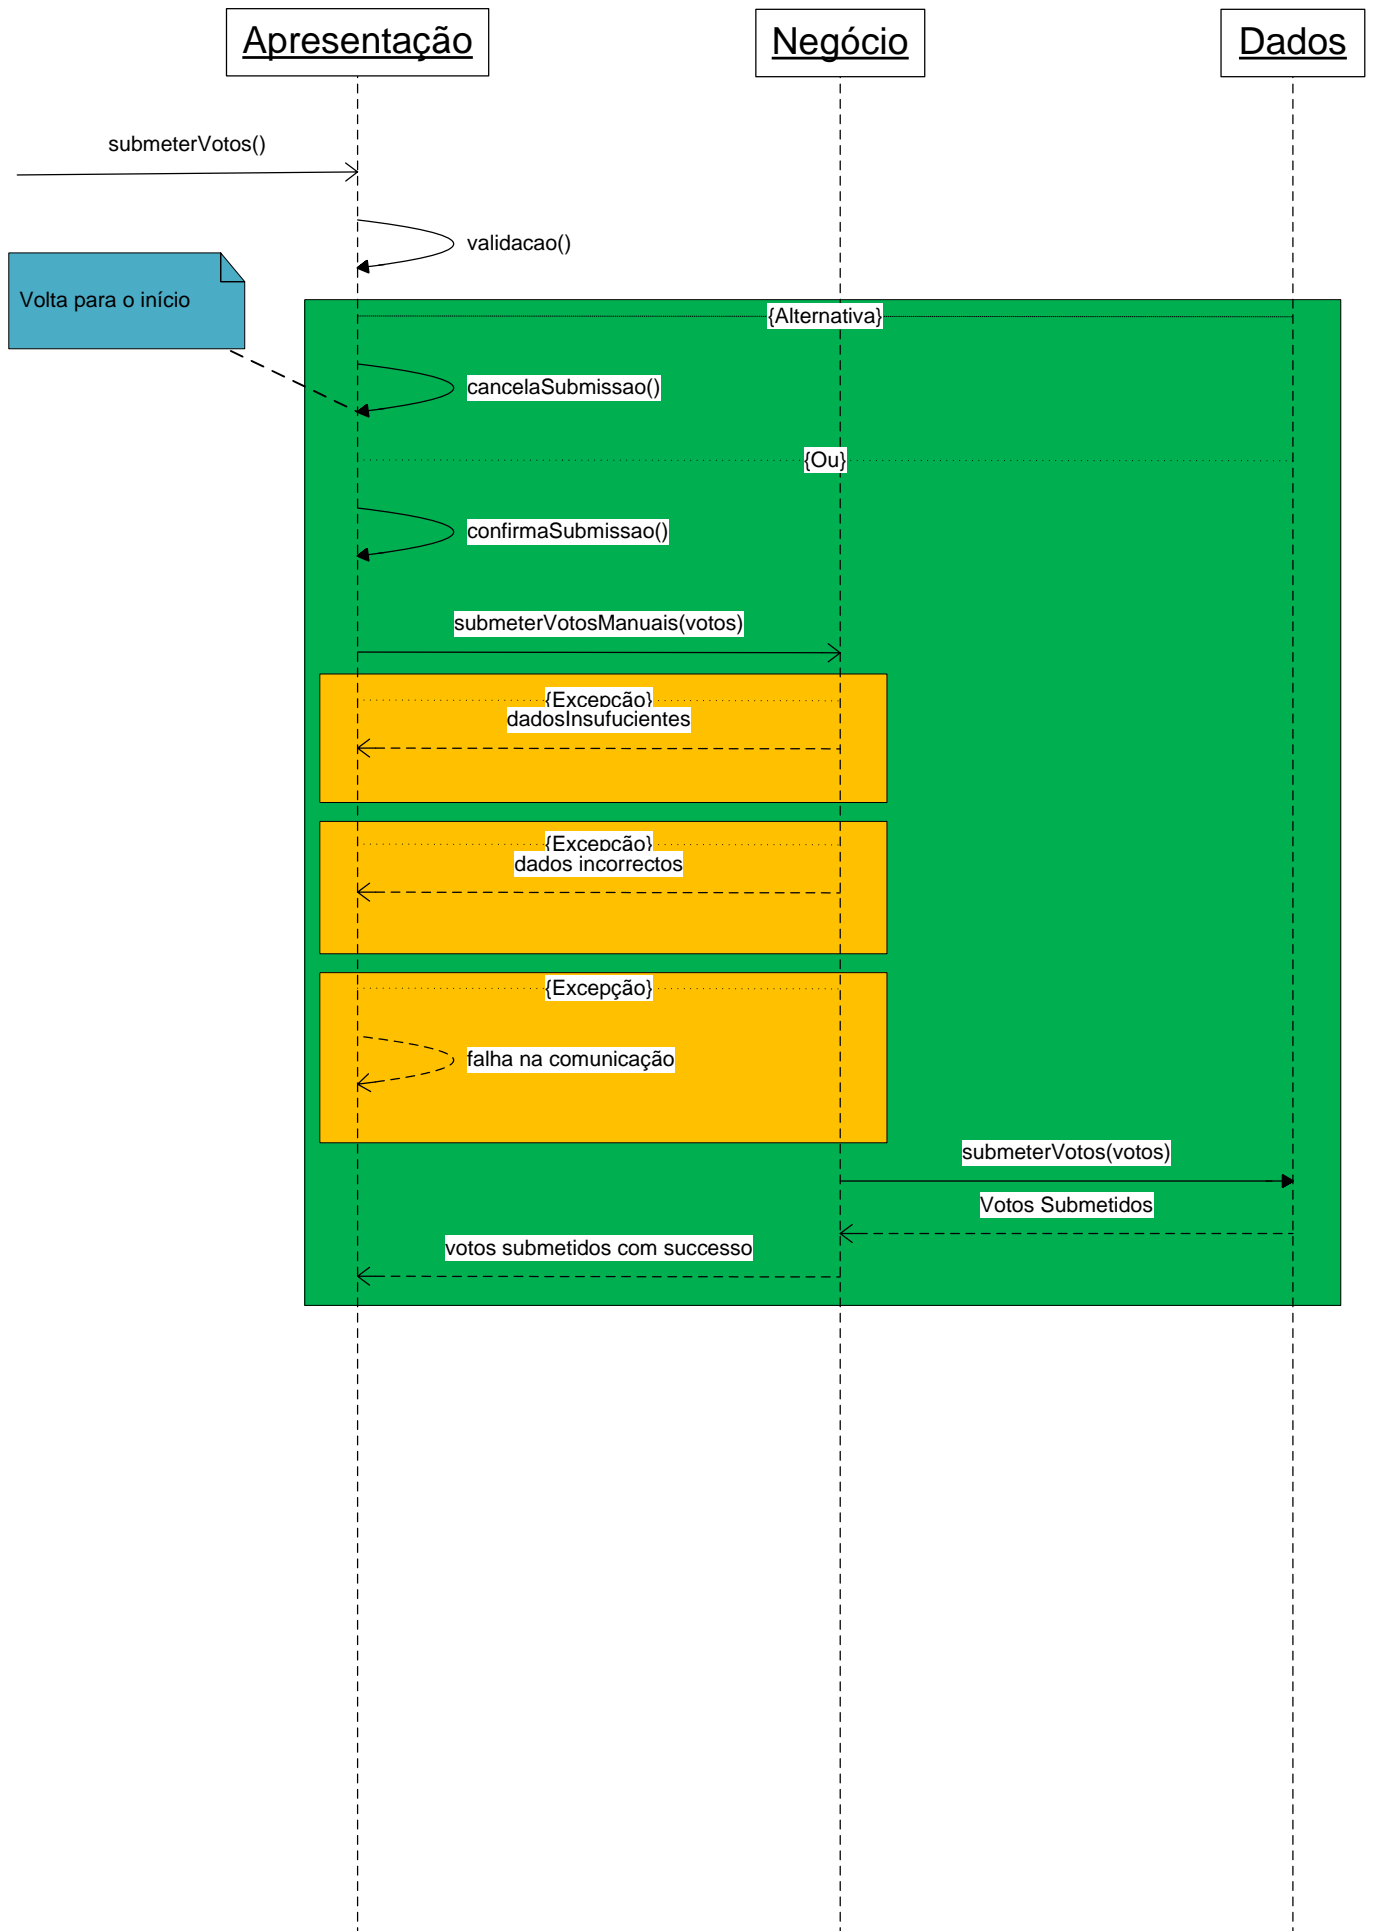 Apresentação
Negócio
Dados
submeterVotos()
validacao()
Volta para o início
{Alternativa}
cancelaSubmissao()
{Ou}
confirmaSubmissao()
submeterVotosManuais(votos)
{Excepção}
dadosInsufucientes
{Excepção}
dados incorrectos
{Excepção}
falha na comunicação
submeterVotos(votos)
Votos Submetidos
votos submetidos com successo